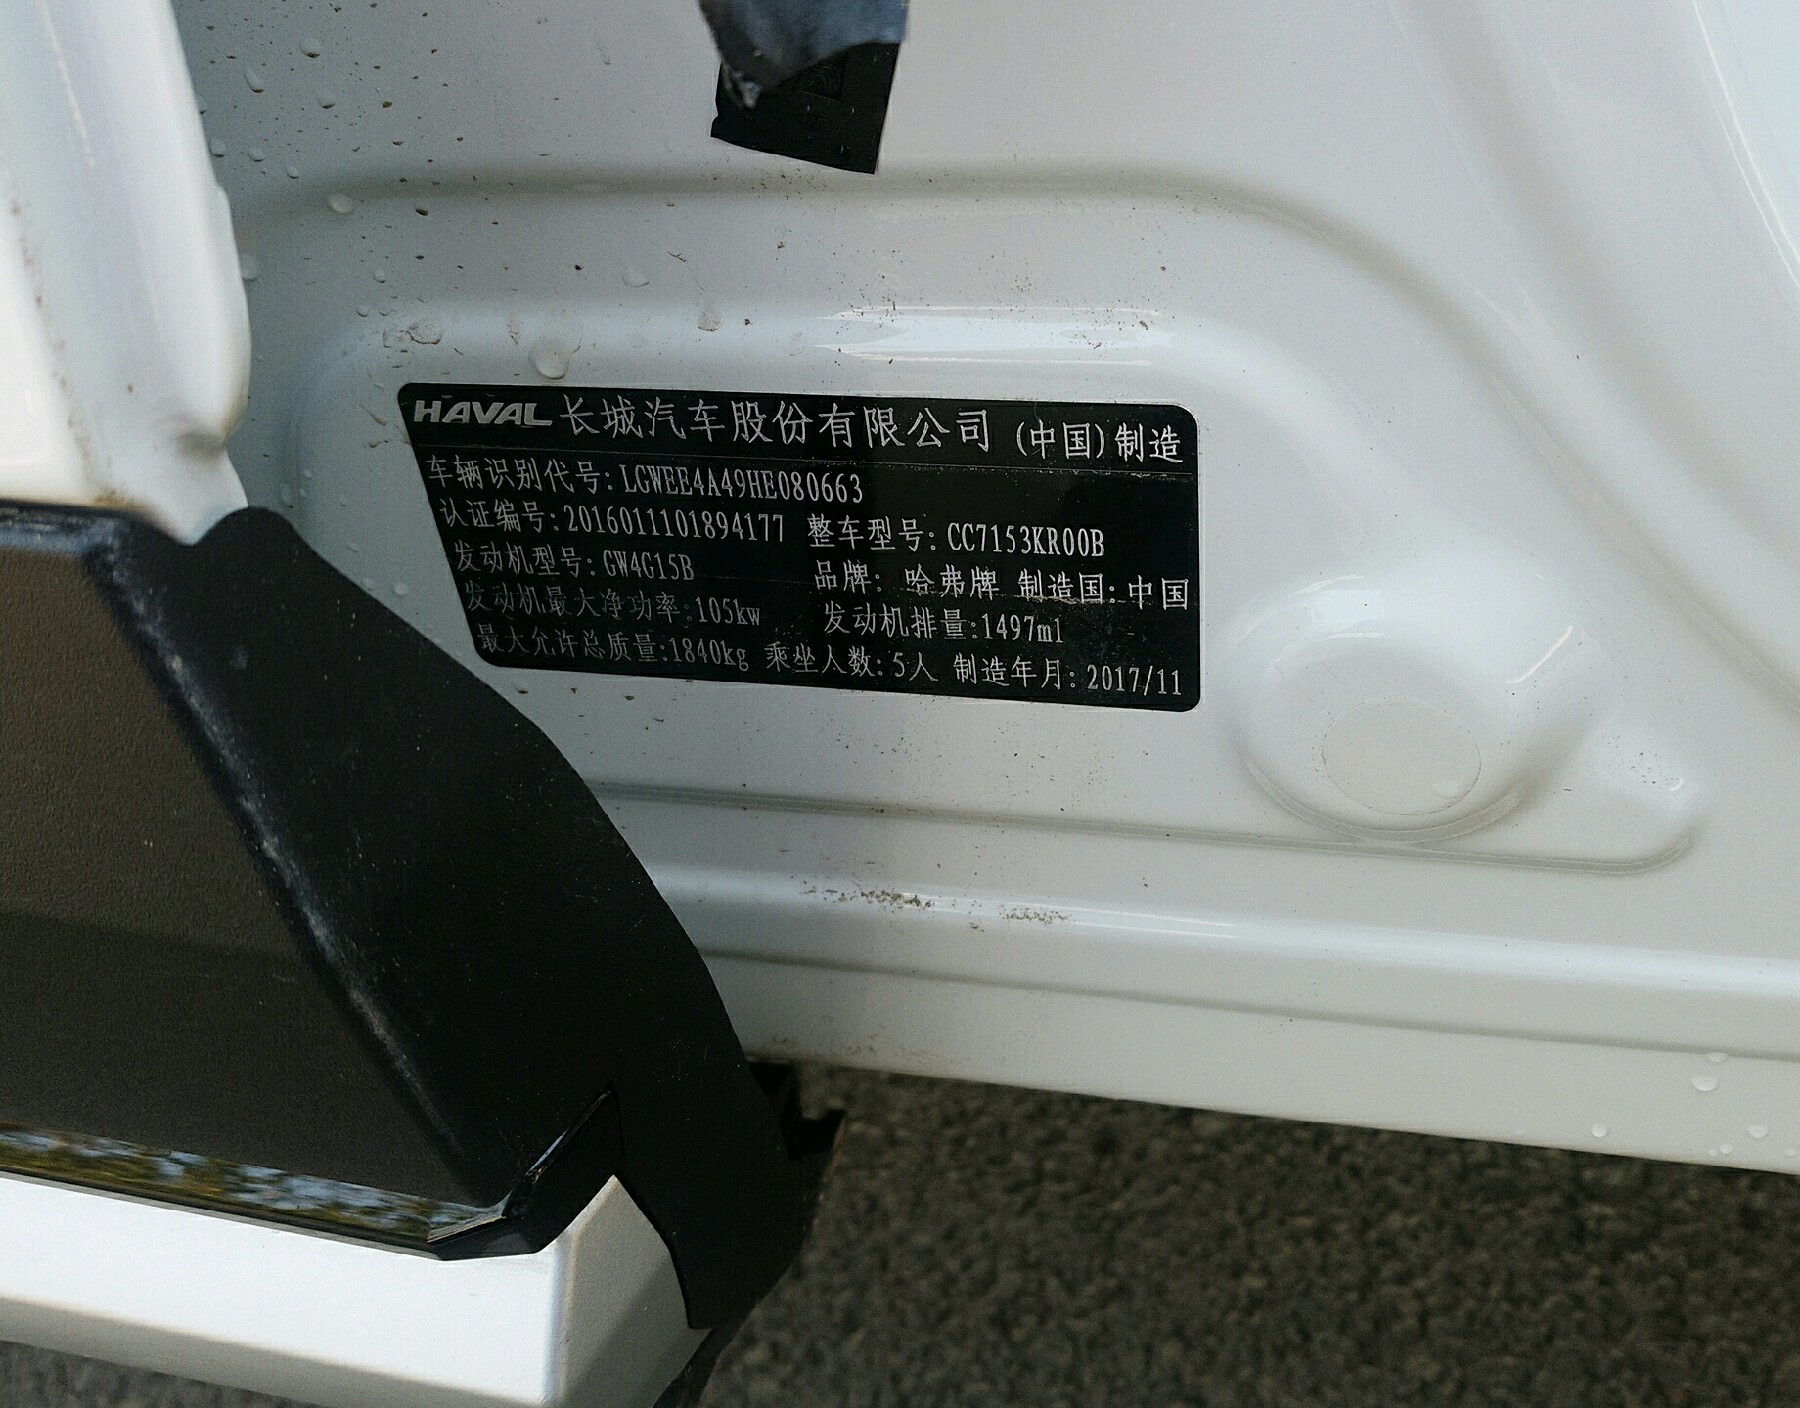 HAVAL 长城汽车股份有限公司 (中国)制造
车辆识别代号: LGWEE4A49HE080663
认证编号:2016011101894177 整车型号: CC7153KR00B
发动机型号: GW4G15B 品牌: 哈弗牌 制造国: 中国
发动机最大净功率:105kw 发动机排量:1497ml
最大允许总质量:1840kg 乘坐人数: 5人 制造年月: 2017/11